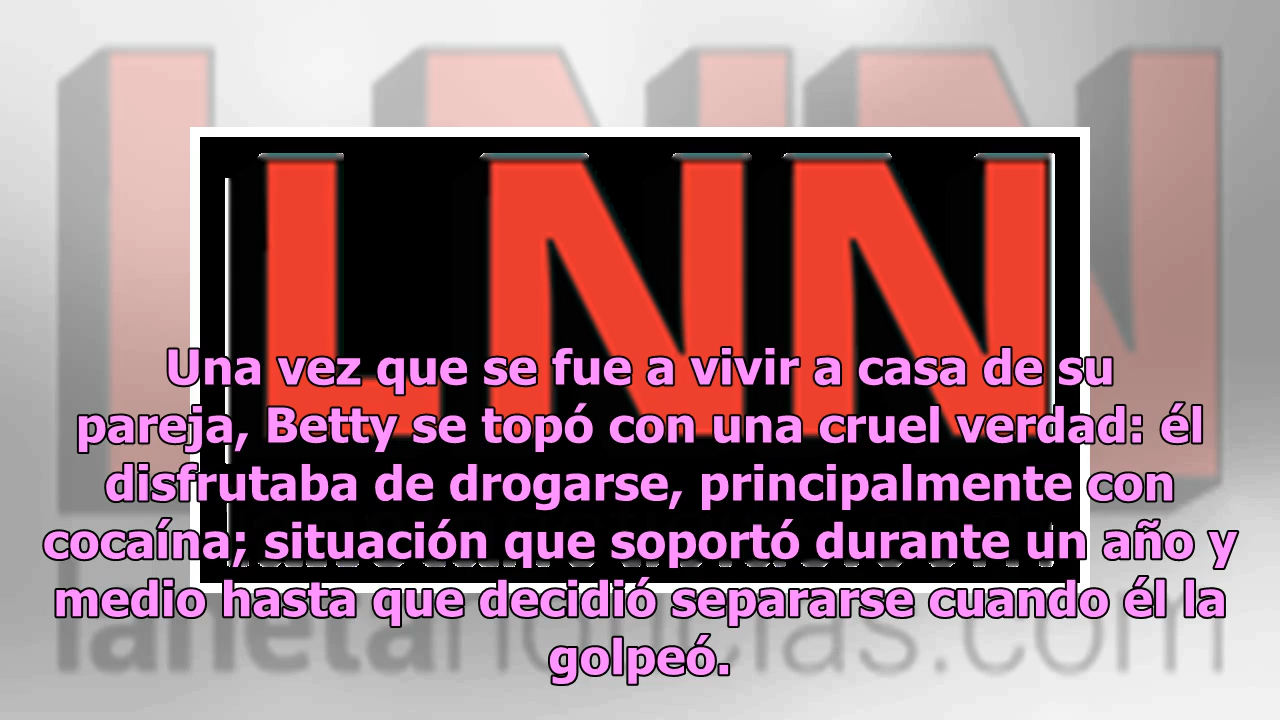 LNN
Una vez que se fue a vivir a casa de su
pareja, Betty se topó con una cruel verdad: él
disfrutaba de drogarse, principalmente con
cocaína; situación que soportó durante un año y
medio hasta que decidió separarse cuando él la
golpeó.
lanetanoticias.com